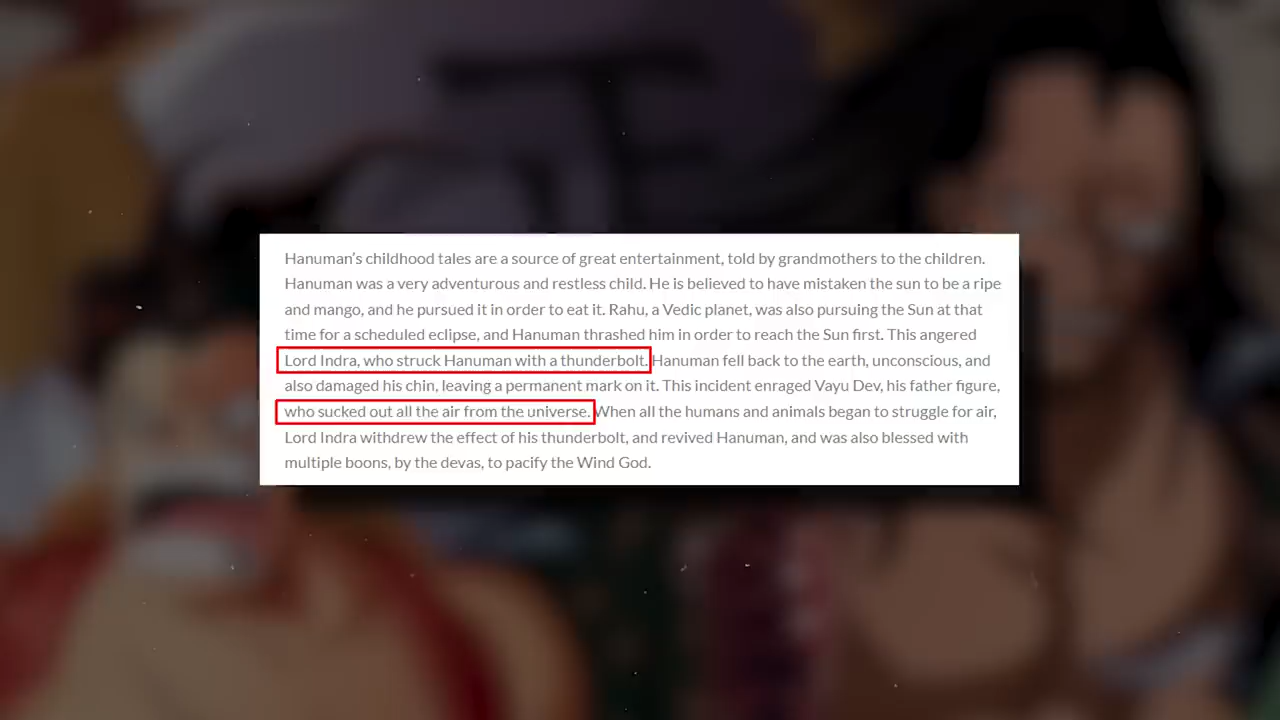 Hanuman’s childhood tales are a source of great entertainment, told by grandmothers to the children.
Hanuman was a very adventurous and restless child. He is believed to have mistaken the sun to be a ripe
and mango, and he pursued it in order to eat it. Rahu, a Vedic planet, was also pursuing the Sun at that
time for a scheduled eclipse, and Hanuman thrashed him in order to reach the Sun first. This angered
Lord Indra, who struck Hanuman with a thunderbolt. Hanuman fell back to the earth, unconscious, and
also damaged his chin, leaving a permanent mark on it. This incident enraged Vayu Dev, his father figure,
who sucked out all the air from the universe. When all the humans and animals began to struggle for air,
Lord Indra withdrew the effect of his thunderbolt, and revived Hanuman, and was also blessed with
multiple boons, by the devas, to pacify the Wind God.